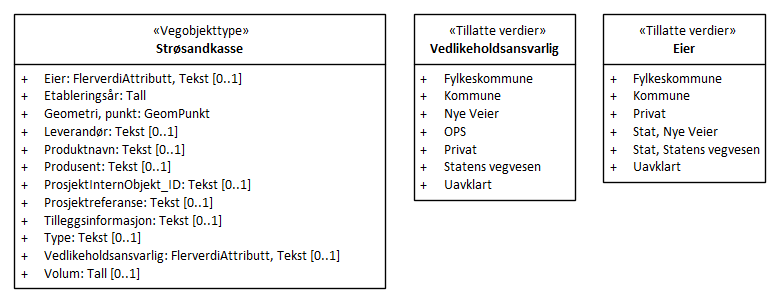 «Vegobjekttype»
Strøsandkasse
+ Eier: FlerverdiAttributt, Tekst [0..1]
+ Etableringsår: Tall
+ Geometri, punkt: GeomPunkt
+ Leverandør: Tekst [0..1]
+ Produktnavn: Tekst [0..1]
+ Produsent: Tekst [0..1]
+ ProsjektInternObjekt_ID: Tekst [0..1]
+ Prosjektreferanse: Tekst [0..1]
+ Tilleggsinformasjon: Tekst [0..1]
+ Type: Tekst [0..1]
+ Vedlikeholdsansvarlig: FlerverdiAttributt, Tekst [0..1]
+ Volum: Tall [0..1]
«Tillatte verdier»
Vedlikeholdsansvarlig
+ Fylkeskommune
+ Kommune
+ Nye Veier
+ OPS
+ Privat
+ Statens vegvesen
+ Uavklart
«Tillatte verdier»
Eier
+ Fylkeskommune
+ Kommune
+ Privat
+ Stat, Nye Veier
+ Stat, Statens vegvesen
+ Uavklart